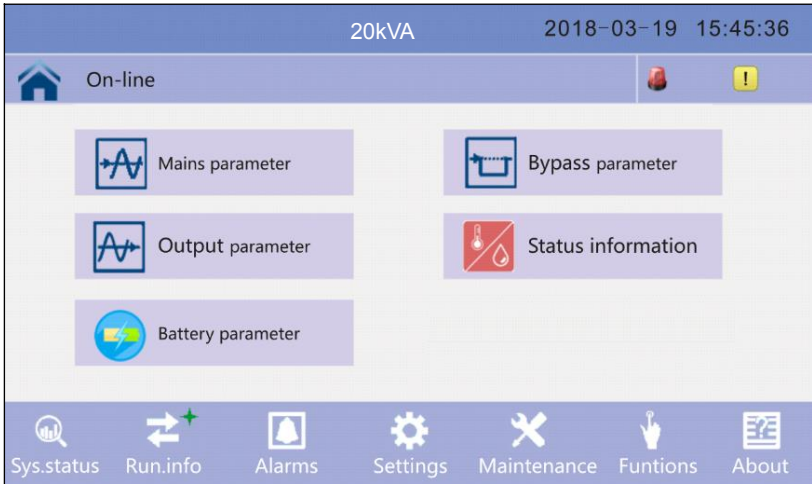 20kVA 2018-03-19 15:45:36
On-line !
Mains parameter Bypass parameter
Output parameter Status information
Battery parameter
Sys.status Run.info Alarms Settings Maintenance Funtions About